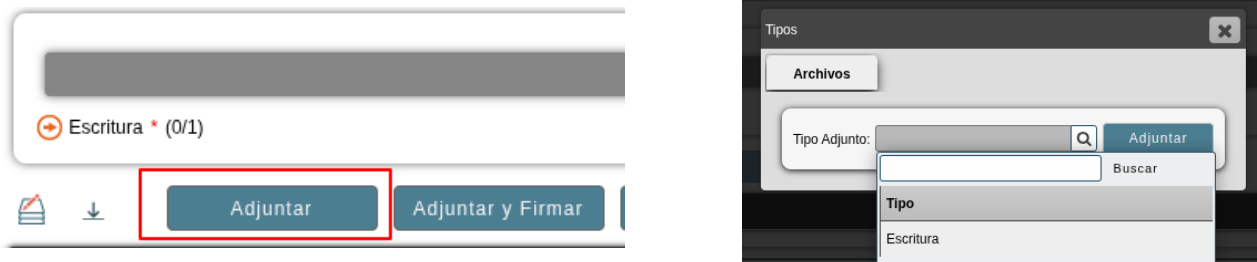 Escritura * (0/1)
Adjuntar
Adjuntar y Firmar
Tipos
Archivos
Tipo Adjunto:
Adjuntar
Buscar
Tipo
Escritura